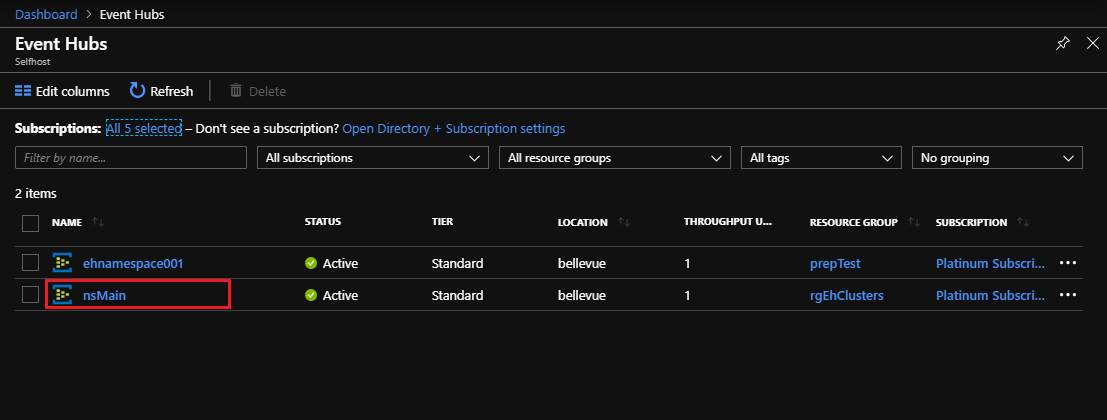 Dashboard > Event Hubs
Event Hubs
Selfhost
Edit columns Refresh Delete
Subscriptions: All 5 selected – Don't see a subscription? Open Directory + Subscription settings
Filter by name... All subscriptions All resource groups All tags No grouping
2 items
NAME STATUS TIER LOCATION THROUGHPUT U... RESOURCE GROUP SUBSCRIPTION
ehnamespace001 Active Standard bellevue 1 prepTest Platinum Subscri... •••
nsMain Active Standard bellevue 1 rgEhClusters Platinum Subscri... •••